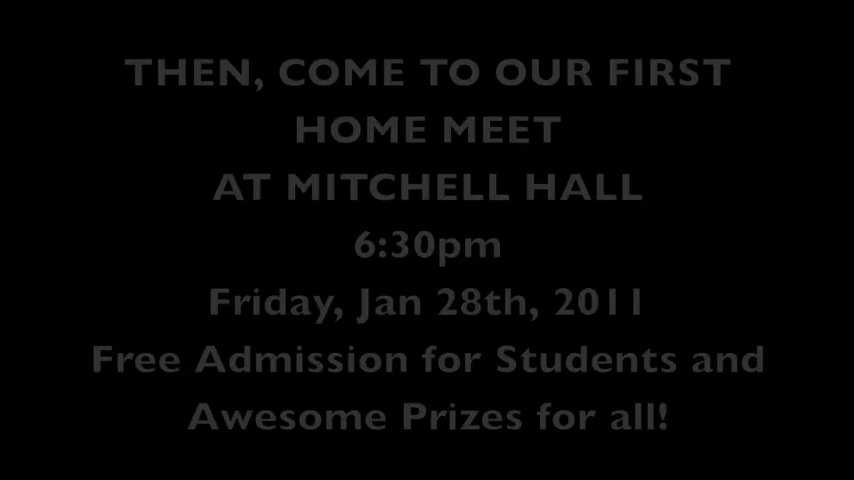 THEN, COME TO OUR FIRST
HOME MEET
AT MITCHELL HALL
6:30pm
Friday, Jan 28th, 2011
Free Admission for Students and
Awesome Prizes for all!